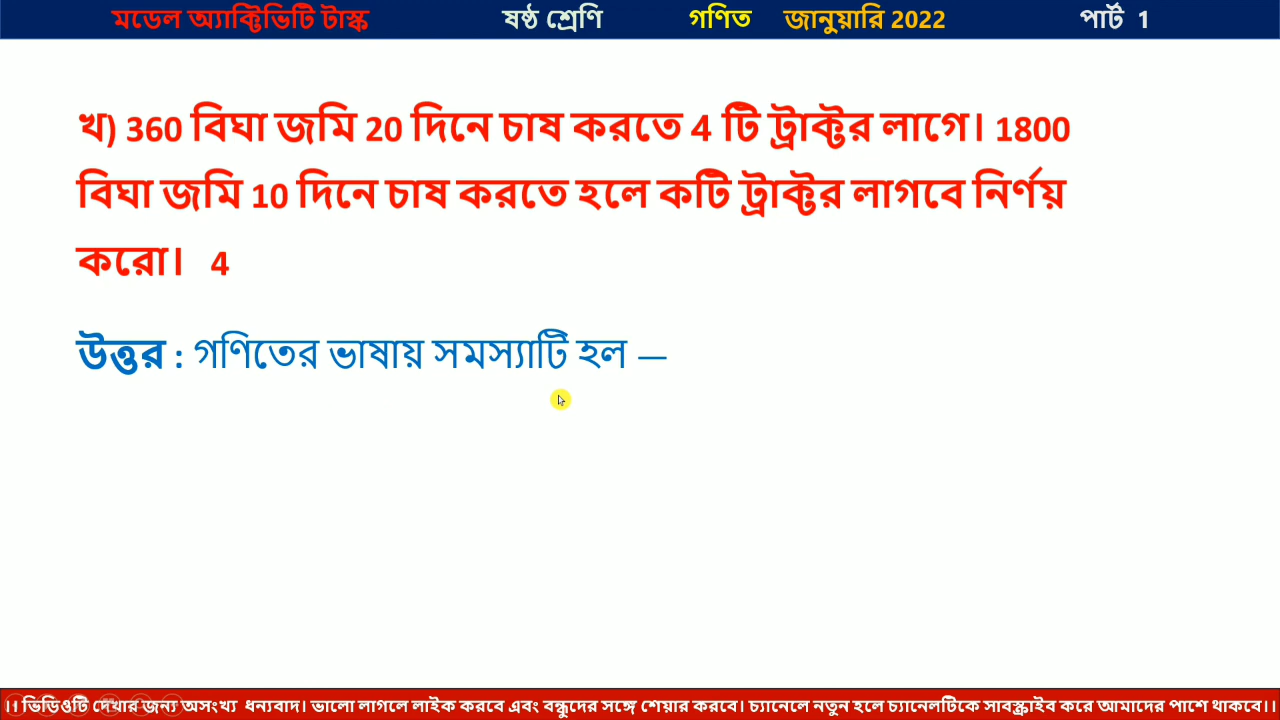 মডেল অ্যাক্টিভিটি টাস্ক ষষ্ঠ শ্রেণি গণিত জানুয়ারি 2022 পার্ট 1
খ) 360 বিঘা জমি 20 দিনে চাষ করতে 4 টি ট্রাক্টর লাগে। 1800
বিঘা জমি 10 দিনে চাষ করতে হলে কটি ট্রাক্টর লাগবে নির্ণয়
করো। 4
উত্তর : গণিতের ভাষায় সমস্যাটি হল —
।। ভিডিওটি দেখার জন্য অসংখ্য ধন্যবাদ। ভালো লাগলে লাইক করবে এবং বন্ধুদের সঙ্গে শেয়ার করবে। চ্যানেলে নতুন হলে চ্যানেলটিকে সাবস্ক্রাইব করে আমাদের পাশে থাকবে।।